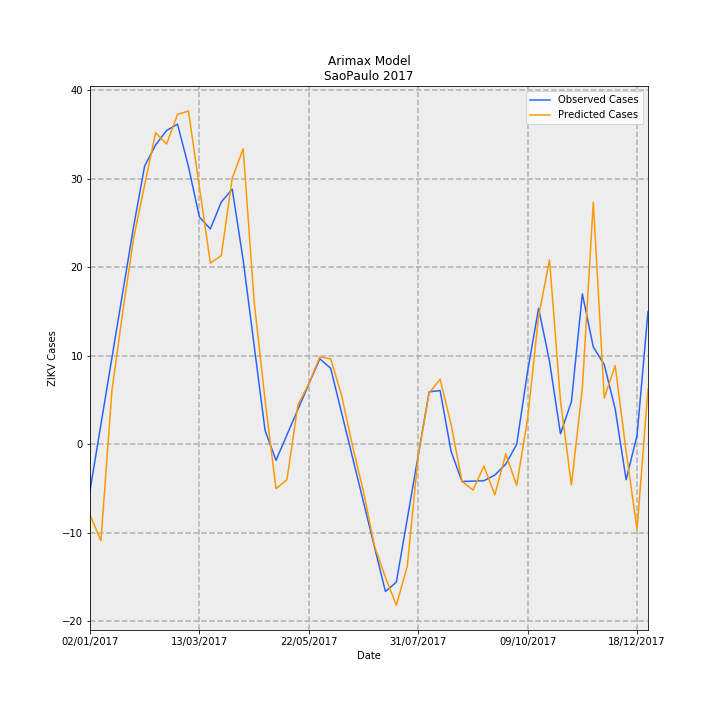 Arimax Model
SaoPaulo 2017
Observed Cases
Predicted Cases
ZIKV Cases
40
30
20
10
0
−10
−20
02/01/2017 13/03/2017 22/05/2017 31/07/2017 09/10/2017 18/12/2017
Date